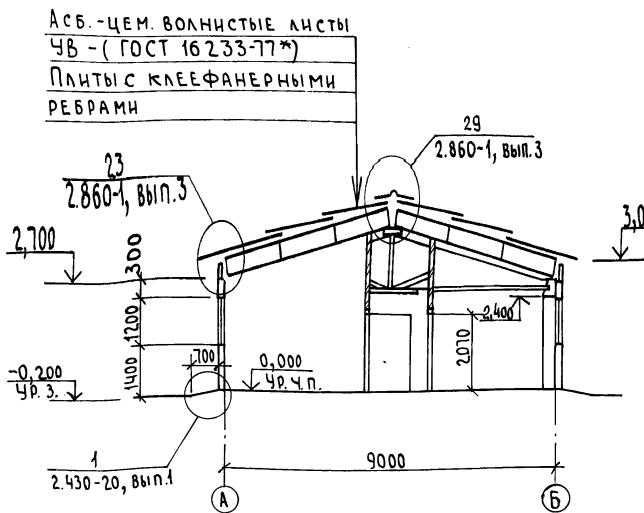 АСБ.-ЦЕМ. ВОЛНИСТЫЕ ЛИСТЫ
УВ - ( ГОСТ 16233-77*)
ПЛИТЫ С КЛЕЕФАНЕРНЫМИ
РЕБРАМИ
29
2.860-1, ВЫП.3
23
2.860-1, ВЫП.3
2,700
3,0
300
1200
1400
700
0,000
УР.Ч.П.
-0,200
УР. З.
2,400
2070
1
2.430-20, ВЫП.1
9000
А
Б